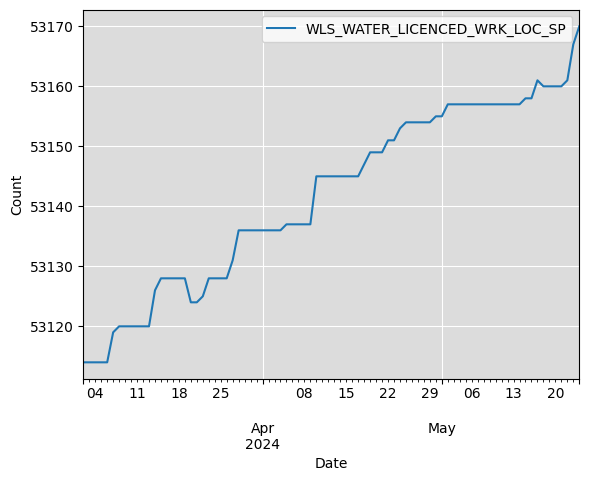 WLS_WATER_LICENCED_WRK_LOC_SP
53170
53160
53150
53140
53130
53120
Count
04 11 18 25 08 15 22 29 06 13 20
Apr May
2024
Date